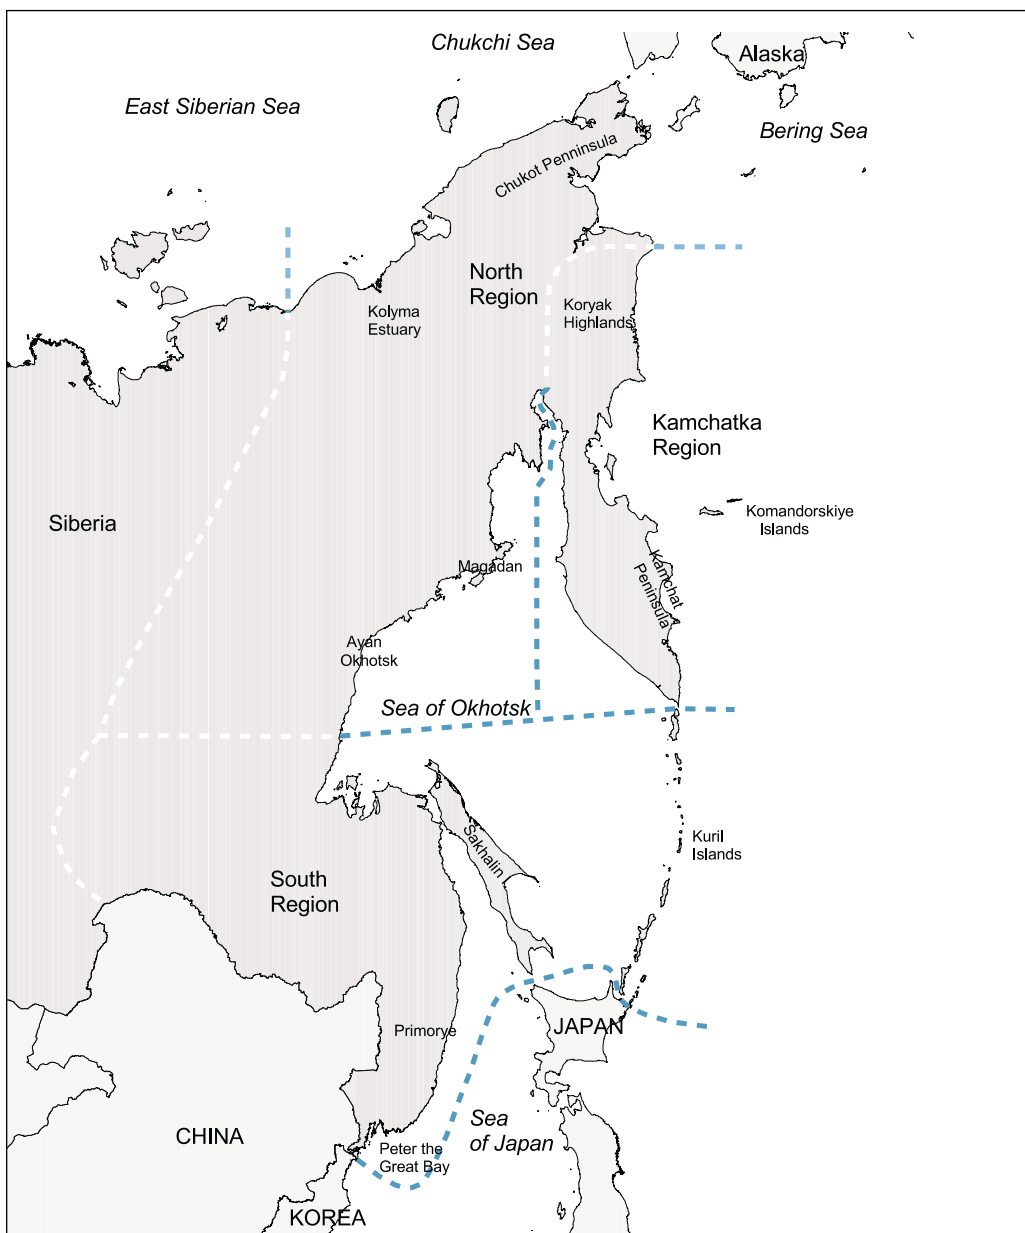 Chukchi Sea
Alaska
East Siberian Sea
Bering Sea
Chukot Penninsula
North
Region
Koryak
Highlands
Kolyma
Estuary
Kamchatka
Region
Siberia
Komandorskiye
Islands
Magadan
Kamchat
Peninsula
Ayan
Okhotsk
Sea of Okhotsk
Kuril
Islands
Sakhalin
South
Region
Primorye
JAPAN
Sea
of Japan
CHINA
Peter the
Great Bay
KOREA